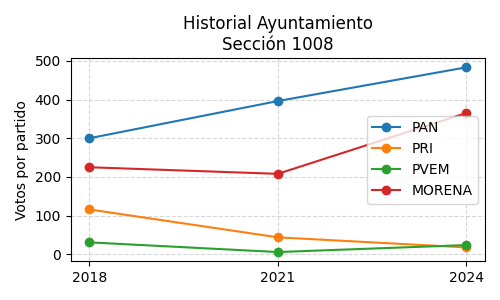 Historial Ayuntamiento
Sección 1008
Votos por partido
500
400
300
200
100
0
2018
2021
2024
PAN
PRI
PVEM
MORENA